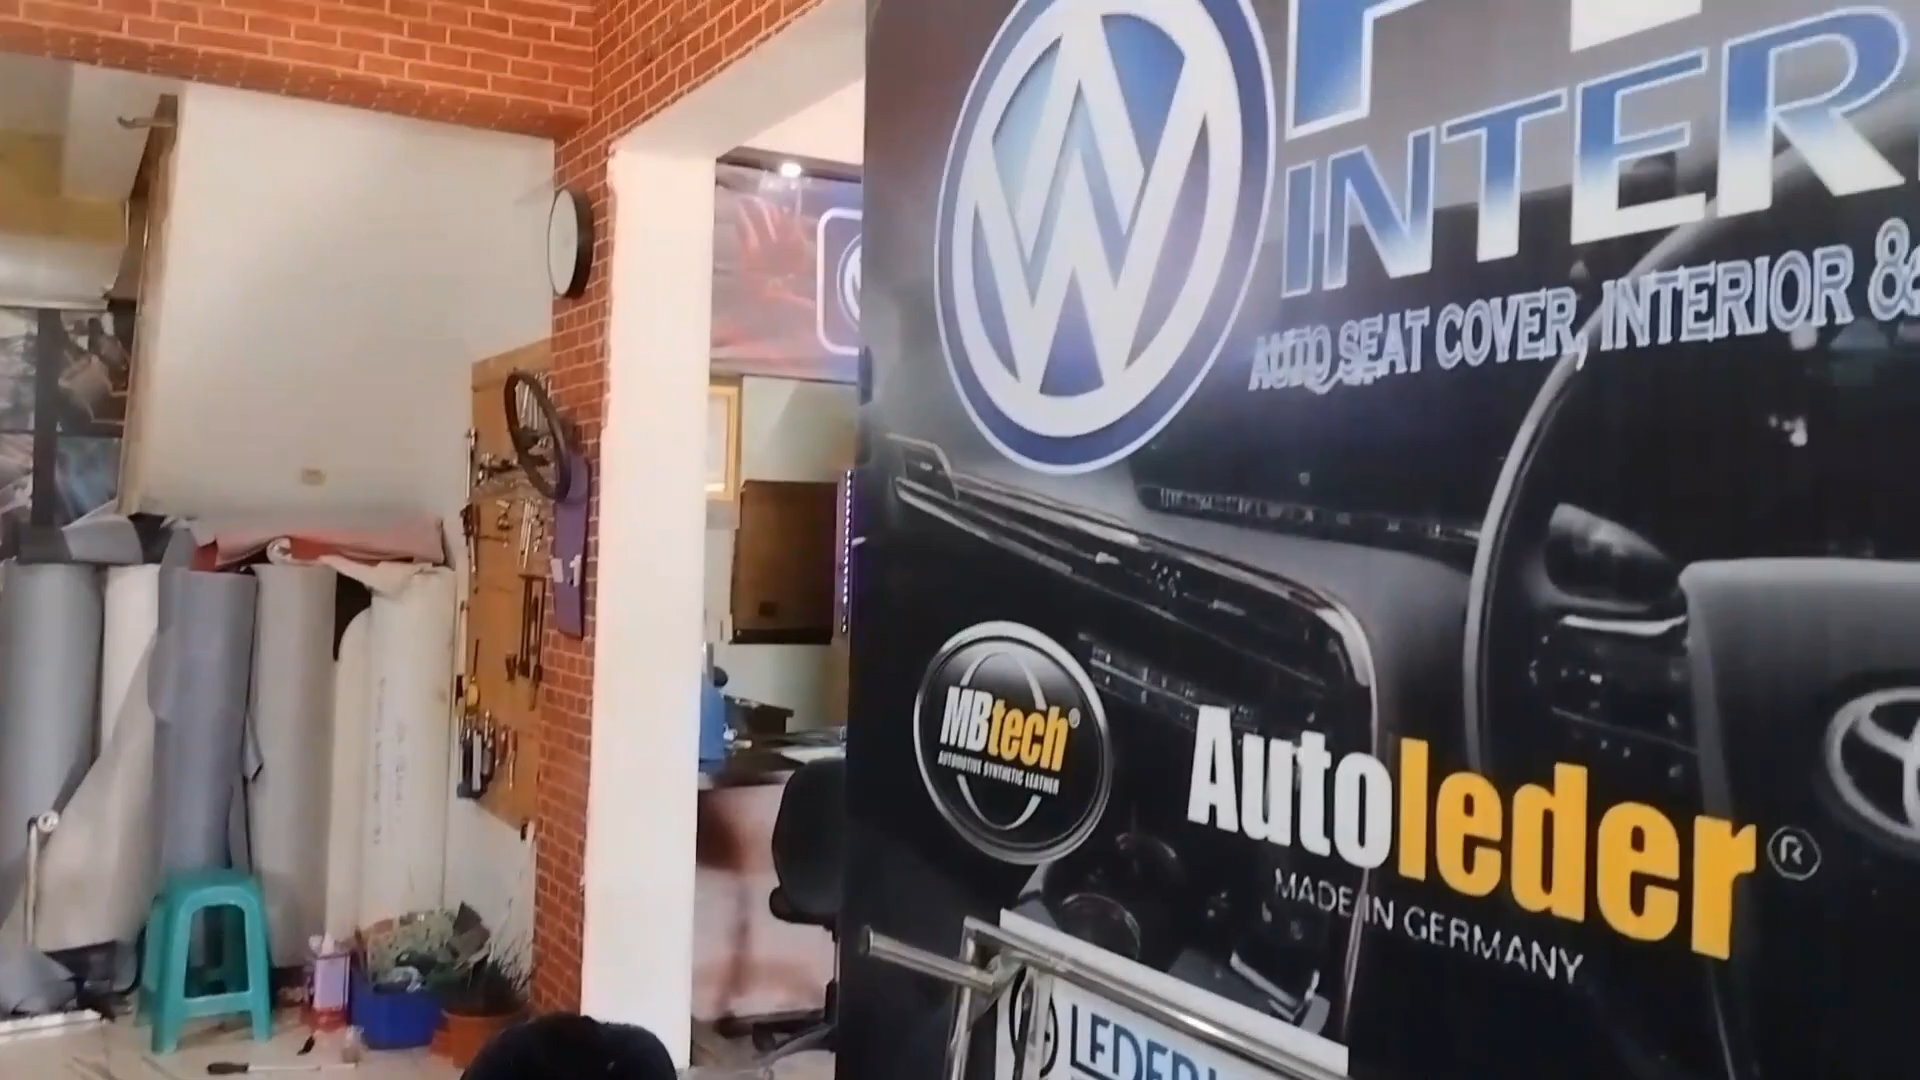 INTER
AUTO SEAT COVER, INTERIOR &
MBtech®
AUTOMOTIVE SYNTHETIC LEATHER
Autoleder®
MADE IN GERMANY